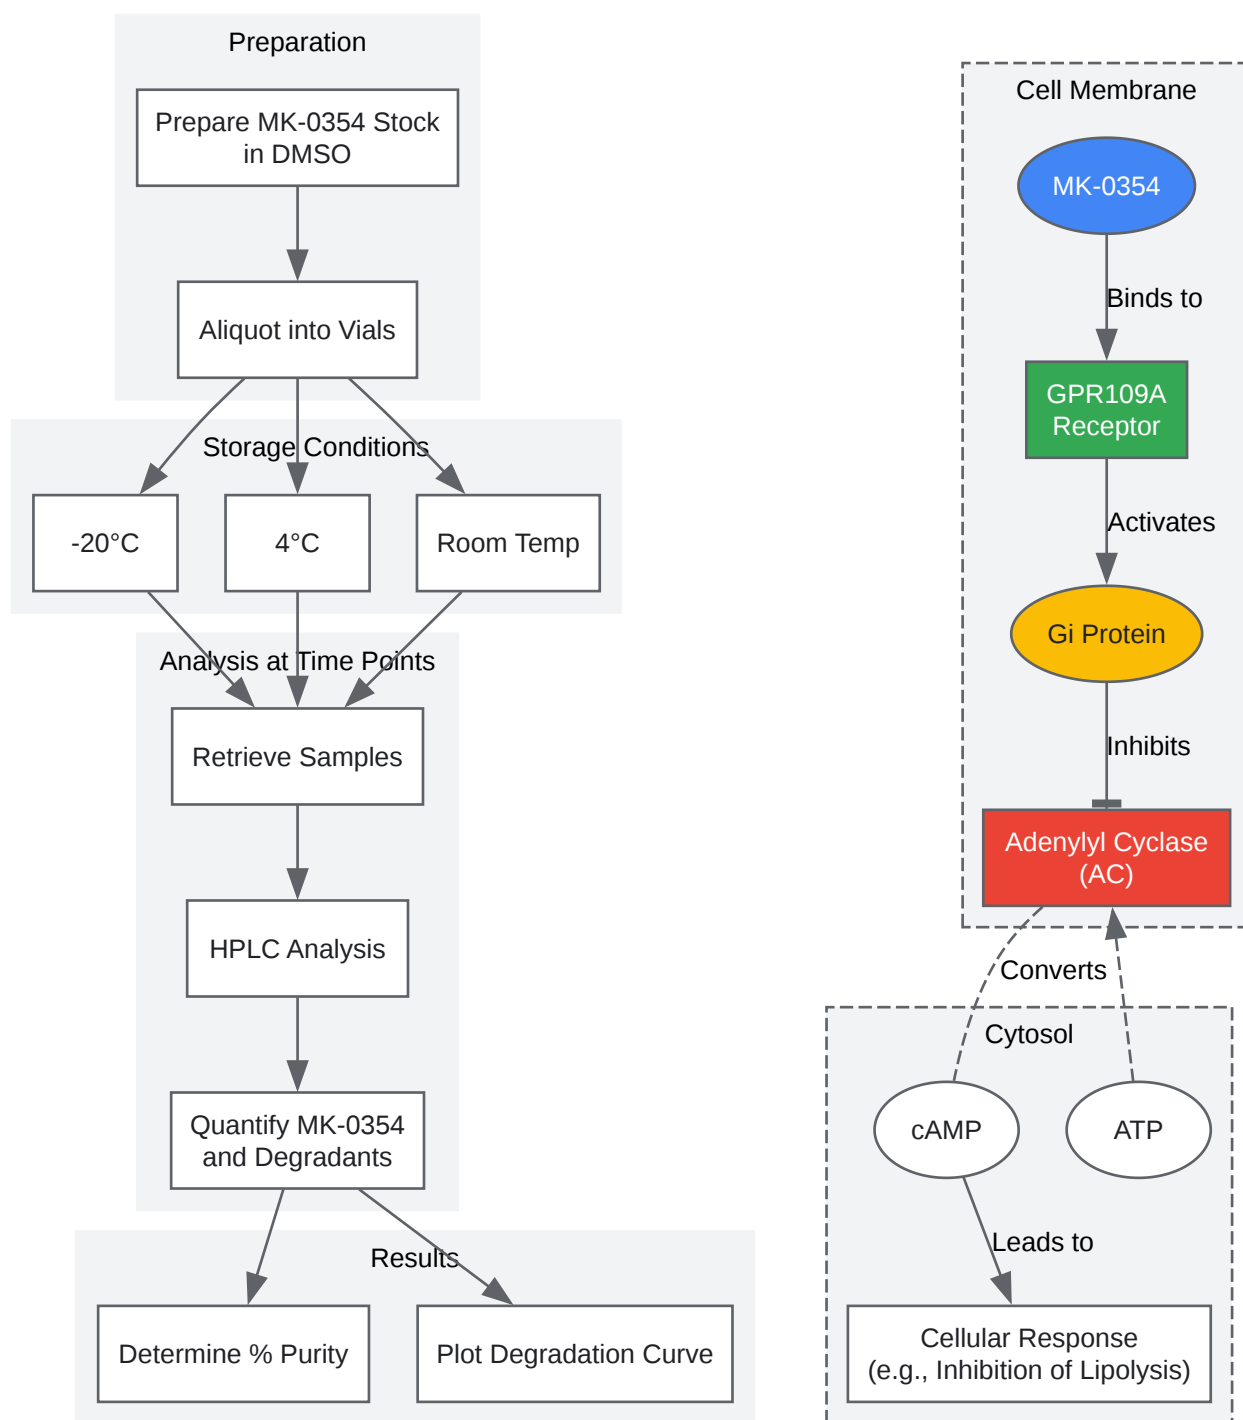 Preparation
Prepare MK-0354 Stock
in DMSO
Aliquot into Vials
Storage Conditions
-20°C
4°C
Room Temp
Analysis at Time Points
Retrieve Samples
HPLC Analysis
Quantify MK-0354
and Degradants
Results
Determine % Purity
Plot Degradation Curve
Cell Membrane
MK-0354
Binds to
GPR109A
Receptor
Activates
Gi Protein
Inhibits
Adenylyl Cyclase
(AC)
Converts
Cytosol
cAMP
ATP
Leads to
Cellular Response
(e.g., Inhibition of Lipolysis)